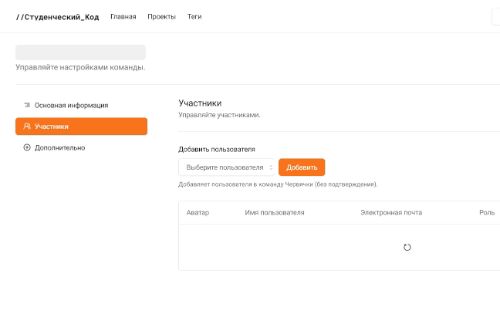 //Студенческий_Код Главная Проекты Теги
Управляйте настройками команды.
Основная информация
Участники
Дополнительно
Участники
Управляйте участниками.
Добавить пользователя
Выберите пользователя Добавить
Добавляет пользователя в команду Червячки (без подтверждение).
Аватар Имя пользователя Электронная почта Роль